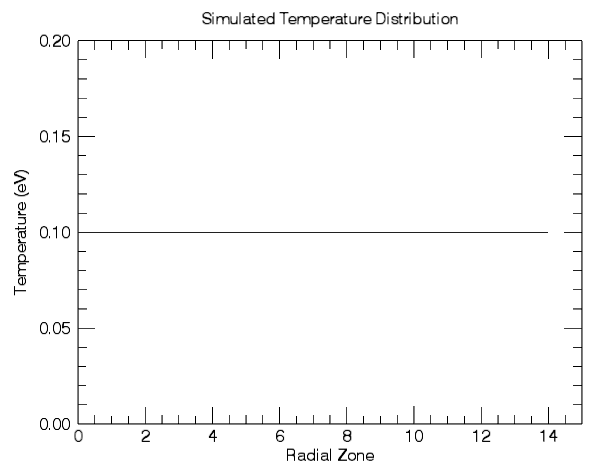 Simulated Temperature Distribution
0.20
0.15
0.10
0.05
0.00
Temperature (eV)
0 2 4 6 8 10 12 14
Radial Zone